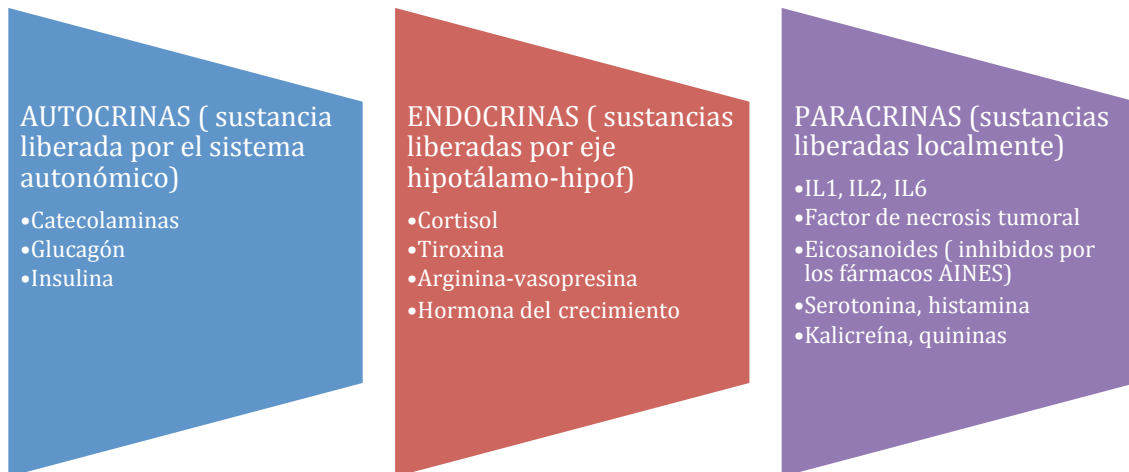 AUTOCRINAS ( sustancia
liberada por el sistema
autonómico)
•Catecolaminas
•Glucagón
•Insulina
ENDOCRINAS ( sustancias
liberadas por eje
hipotálamo-hipof)
•Cortisol
•Tiroxina
•Arginina-vasopresina
•Hormona del crecimiento
PARACRINAS (sustancias
liberadas localmente)
•IL1, IL2, IL6
•Factor de necrosis tumoral
•Eicosanoides ( inhibidos por
los fármacos AINES)
•Serotonina, histamina
•Kalicreína, quininas